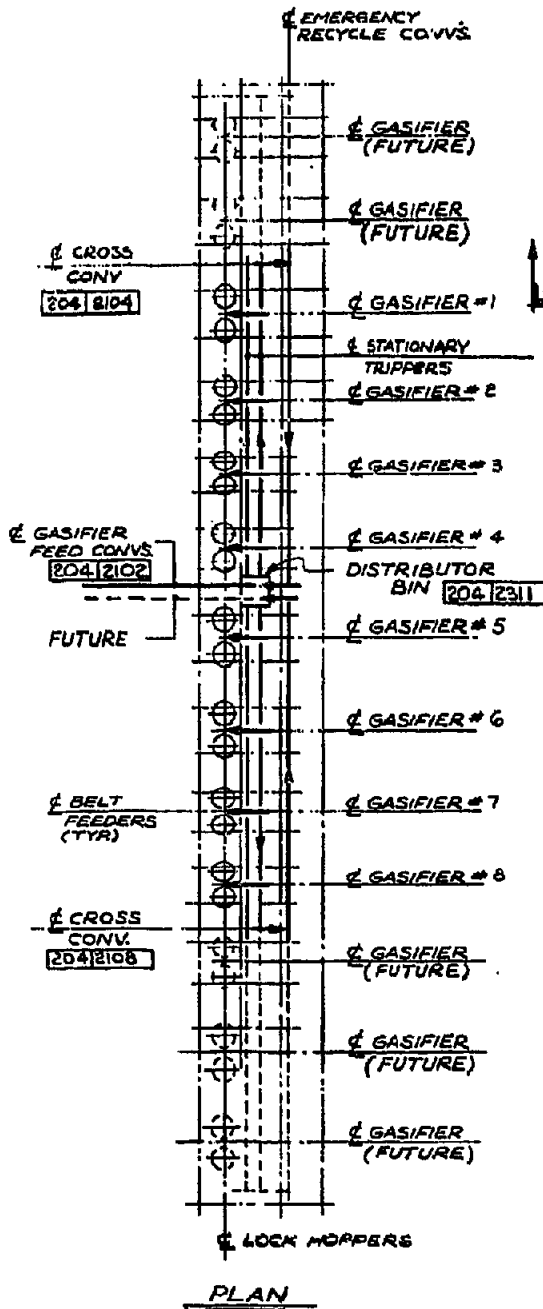 ℄ EMERGENCY
RECYCLE CONVS.
℄ GASIFIER
(FUTURE)
℄ GASIFIER
(FUTURE)
℄ CROSS
CONV
204 2104
℄ GASIFIER #1
℄ STATIONARY
TRIPPERS
℄ GASIFIER #2
℄ GASIFIER #3
℄ GASIFIER #4
℄ GASIFIER
FEED CONVS.
204 2102
DISTRIBUTOR
BIN 204 2311
FUTURE
℄ GASIFIER #5
℄ GASIFIER #6
℄ GASIFIER #7
℄ BELT
FEEDERS
(TYP)
℄ GASIFIER #8
℄ CROSS
CONV.
204 2108
℄ GASIFIER
(FUTURE)
℄ GASIFIER
(FUTURE)
℄ GASIFIER
(FUTURE)
℄ LOCK HOPPERS
PLAN